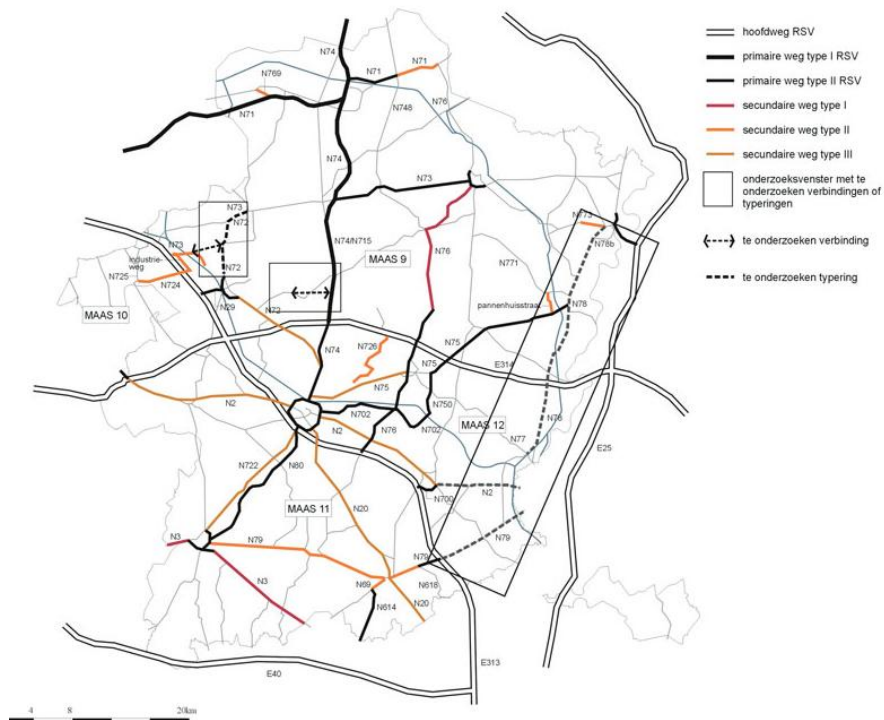 hoofdweg RSV
primaire weg type I RSV
primaire weg type II RSV
secundaire weg type I
secundaire weg type II
secundaire weg type III
onderzoeksvenster met te
onderzoeken verbindingen of
typeringen
te onderzoeken verbinding
te onderzoeken typering
N74
N71
N71
N769
N748
N76
N71
N74
N73
N73
N72
N773
N78b
N73
industrie-
weg
N74/N715
MAAS 9
N76
N771
N725
N724
N72
pannenhuisstraat
N78
MAAS 10
N29
N72
N74
N726
N75
N75
N75
E314
N2
N702
N750
N2
N76
N702
MAAS 12
N78
N77
E25
N722
N80
N700
N2
MAAS 11
N20
N79
N3
N79
N79
N3
N69
N618
N614
N20
E313
E40
4 8 20km